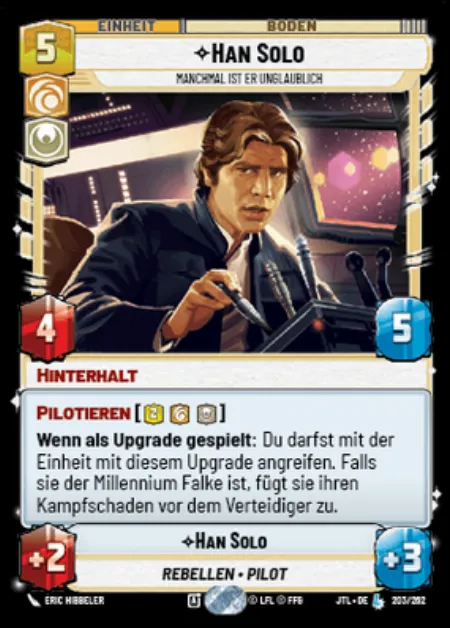 EINHEIT
BODEN
5
HAN SOLO
MANCHMAL IST ER UNGLAUBLICH
4
5
HINTERHALT
PILOTIEREN [2]
Wenn als Upgrade gespielt: Du darfst mit der
Einheit mit diesem Upgrade angreifen. Falls
sie der Millennium Falke ist, fügt sie ihren
Kampfschaden vor dem Verteidiger zu.
+2
HAN SOLO
+3
REBELLEN • PILOT
ERIC HIBBELER
A
© LFL © FFG
JTL • DE
203/262